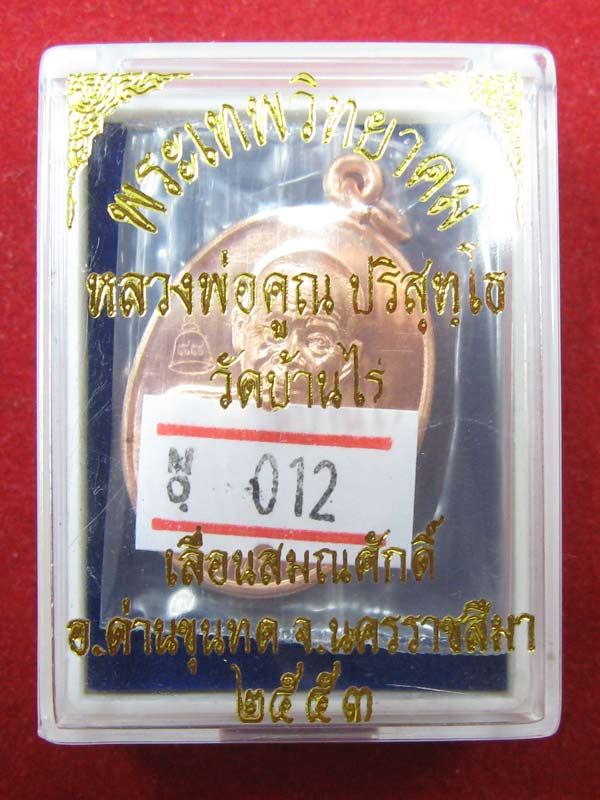 พระเทพวิทยาคม
หลวงพ่อคูณ ปริสุทฺโธ
วัดบ้านไร่
012
เลื่อนสมณศักดิ์
อ.ด่านขุนทด จ.นครราชสีมา
๒๕๕๓